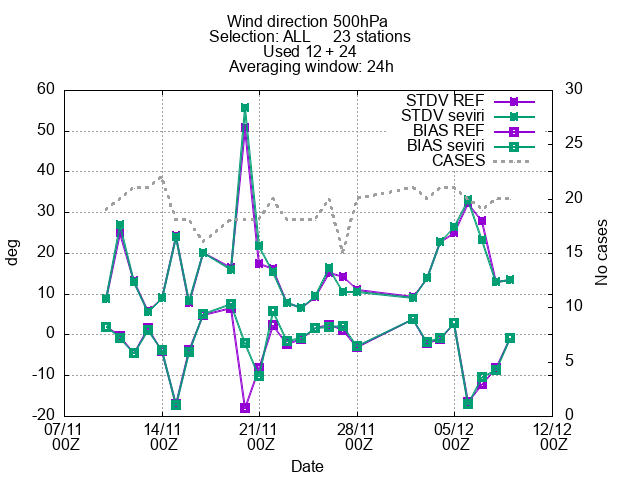 Wind direction 500hPa
Selection: ALL 23 stations
Used 12 + 24
Averaging window: 24h
STDV REF
STDV seviri
BIAS REF
BIAS seviri
CASES
60
50
40
30
20
10
0
-10
-20
deg
30
25
20
15
10
5
0
No cases
07/11 14/11 21/11 28/11 05/12 12/12
00Z 00Z 00Z 00Z 00Z 00Z
Date